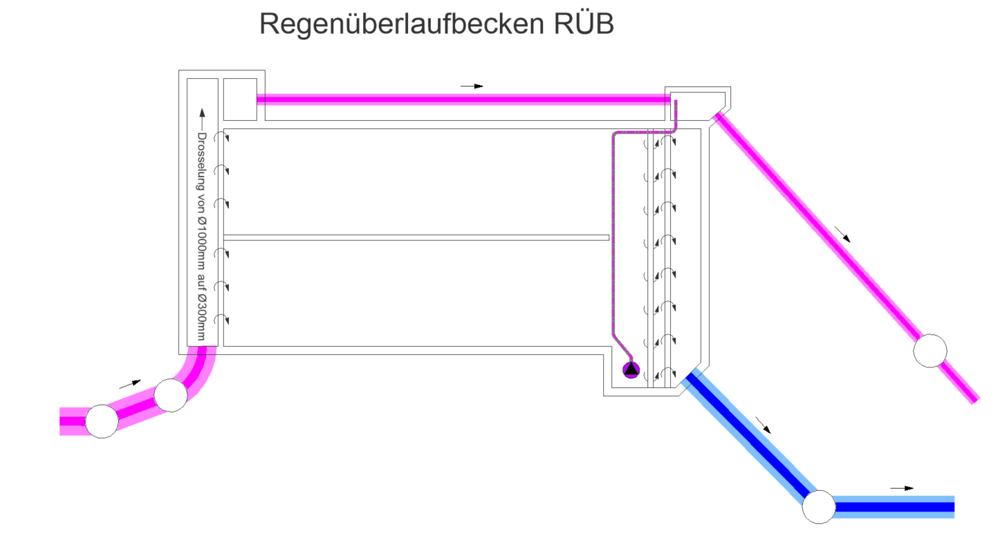 Regenüberlaufbecken RÜB
Drosselung von Ø1000mm auf Ø300mm